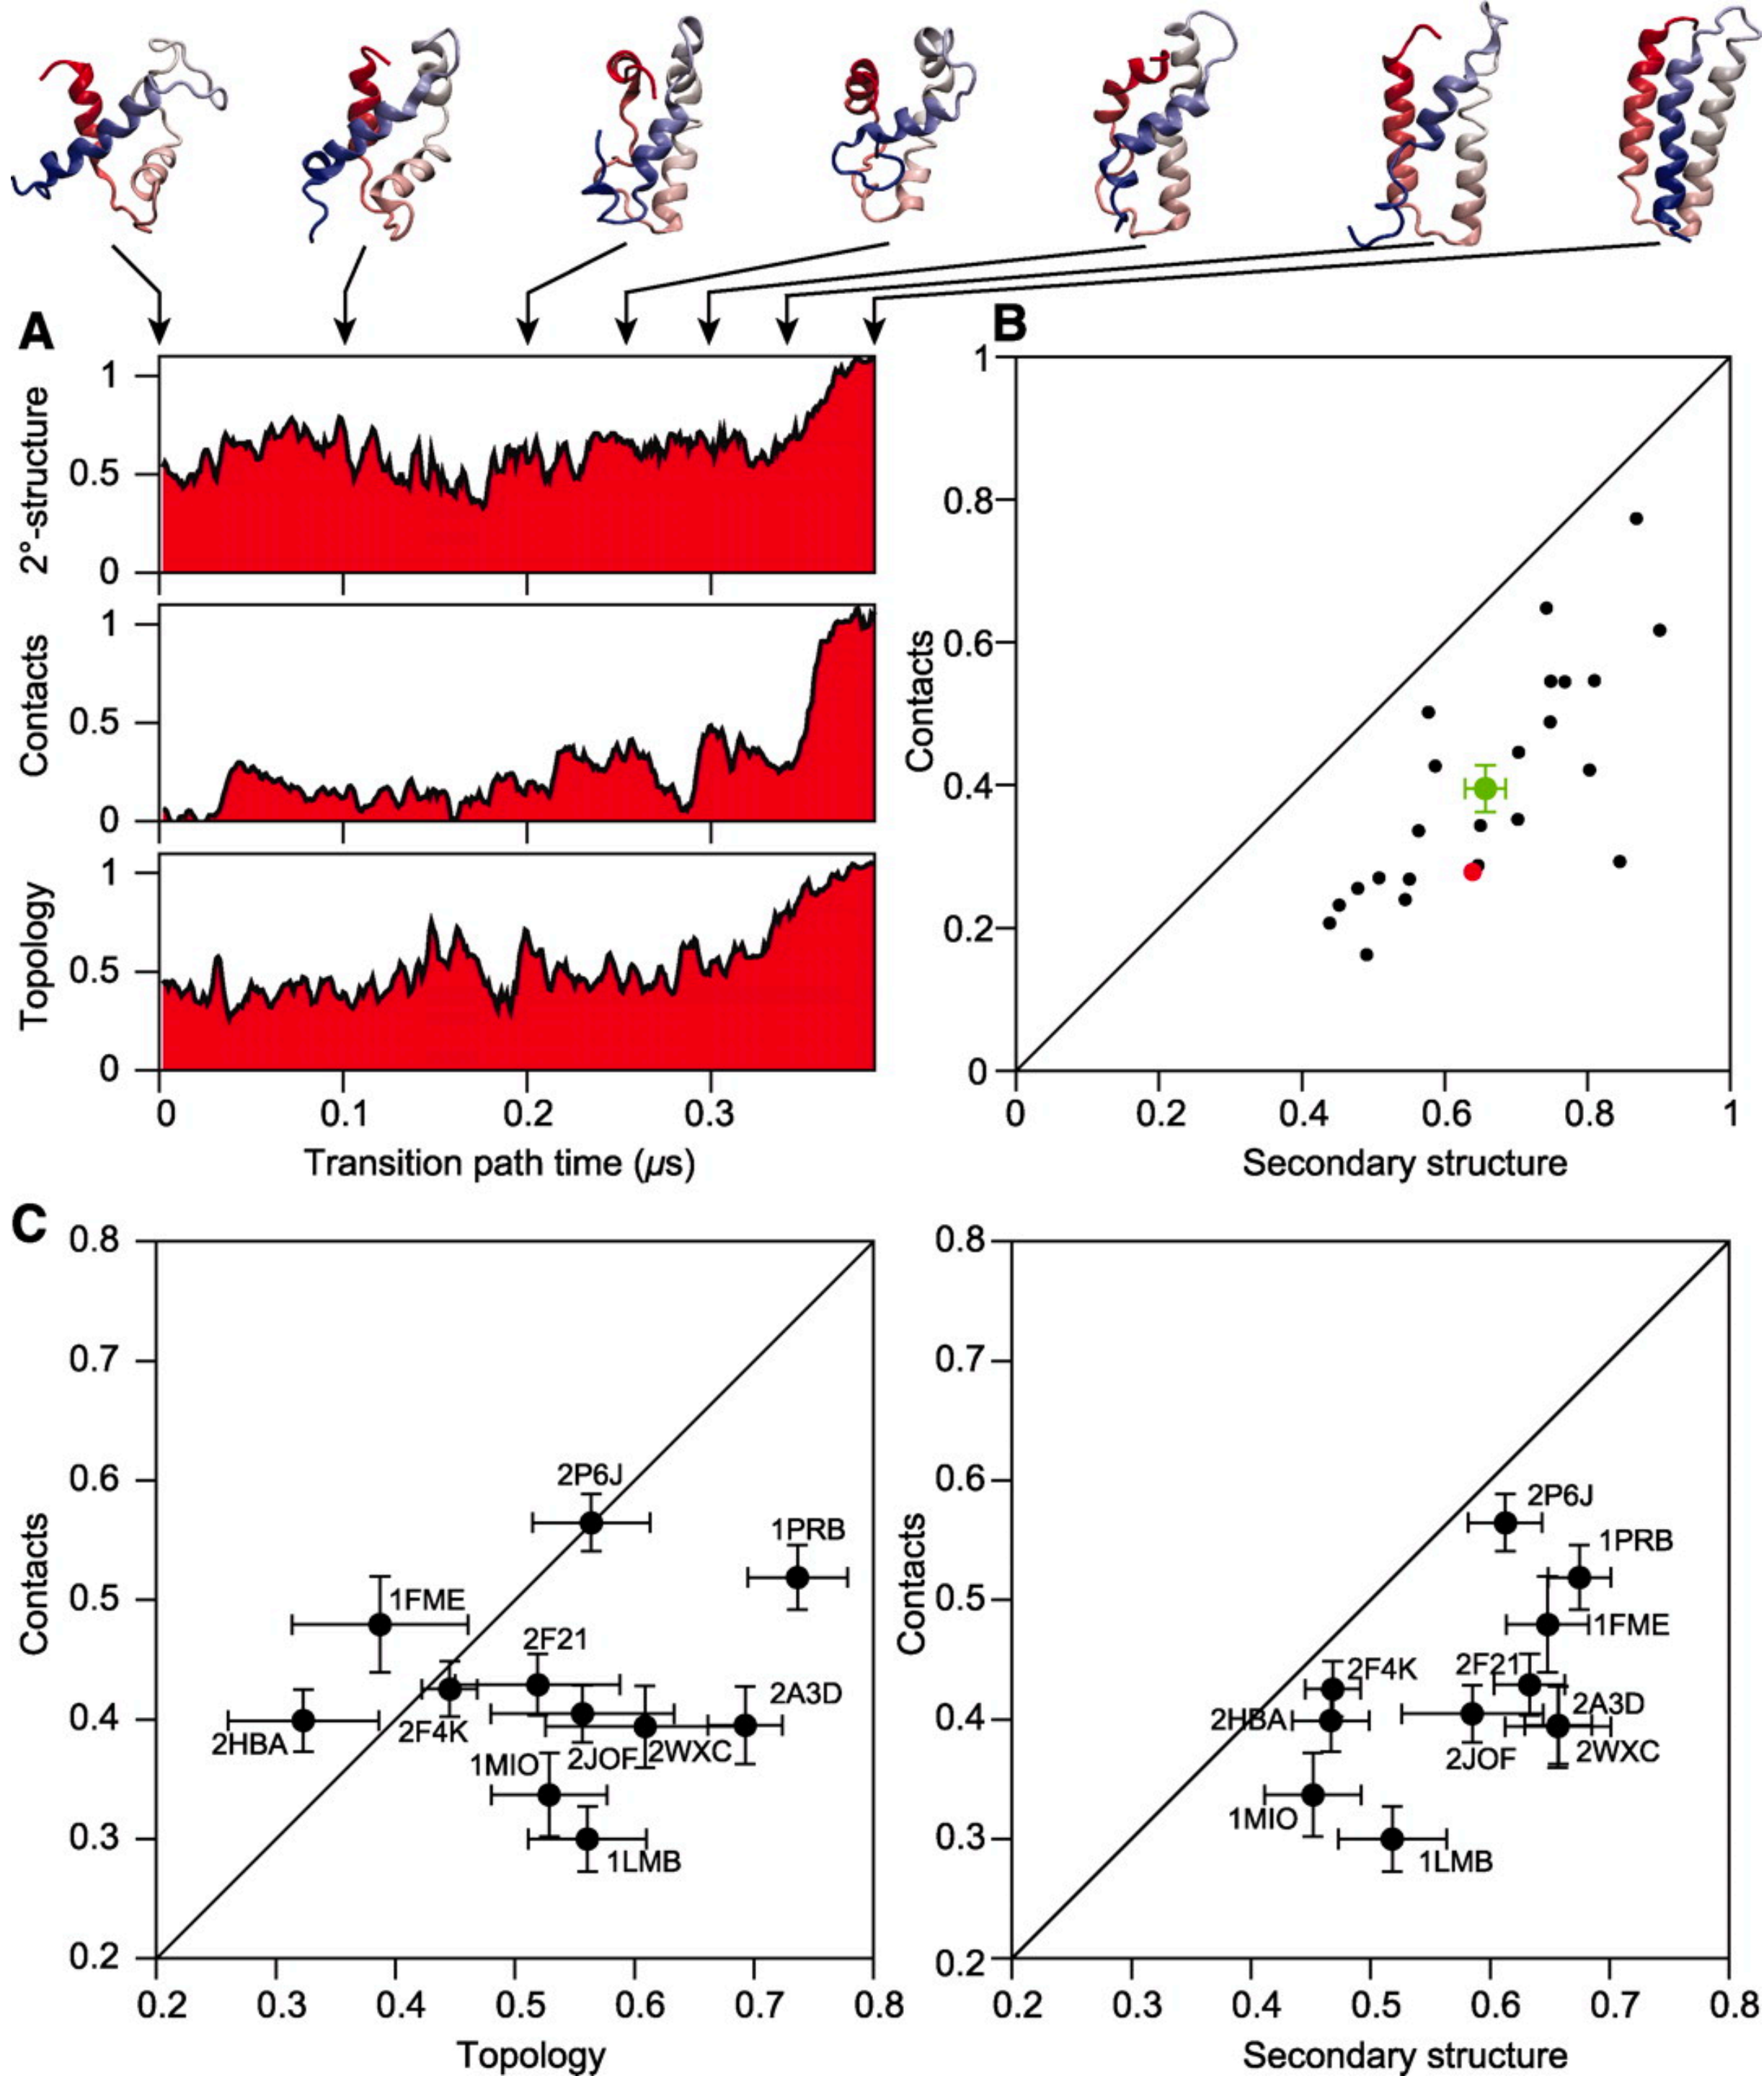 A
B
2°-structure
1
0.5
0
Contacts
1
0.5
0
Topology
1
0.5
0
0 0.1 0.2 0.3
Transition path time (µs)
Contacts
1
0.8
0.6
0.4
0.2
0
0 0.2 0.4 0.6 0.8 1
Secondary structure
C
Contacts
0.8
0.7
0.6
0.5
0.4
0.3
0.2
2P6J
1PRB
1FME
2F21
2A3D
2HBA
2F4K
1MIO
2JOF
2WXC
1LMB
0.2 0.3 0.4 0.5 0.6 0.7 0.8
Topology
Contacts
0.8
0.7
0.6
0.5
0.4
0.3
0.2
2P6J
1PRB
1FME
2F4K
2F21
2A3D
2HBA
2JOF
2WXC
1MIO
1LMB
0.2 0.3 0.4 0.5 0.6 0.7 0.8
Secondary structure